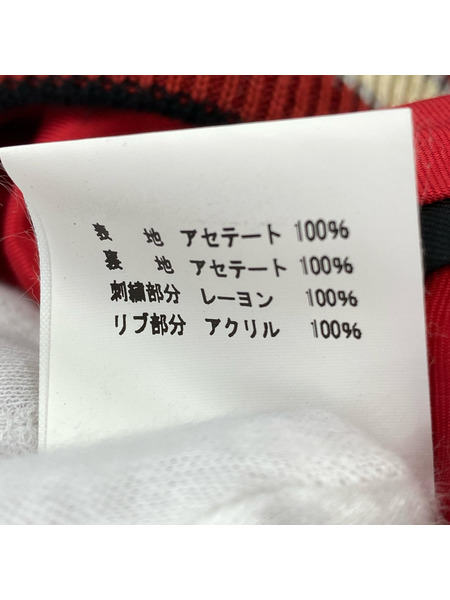 表 地 アセテート 100%
裏 地 アセテート 100%
刺繍部分 レーヨン 100%
リブ部分 アクリル 100%